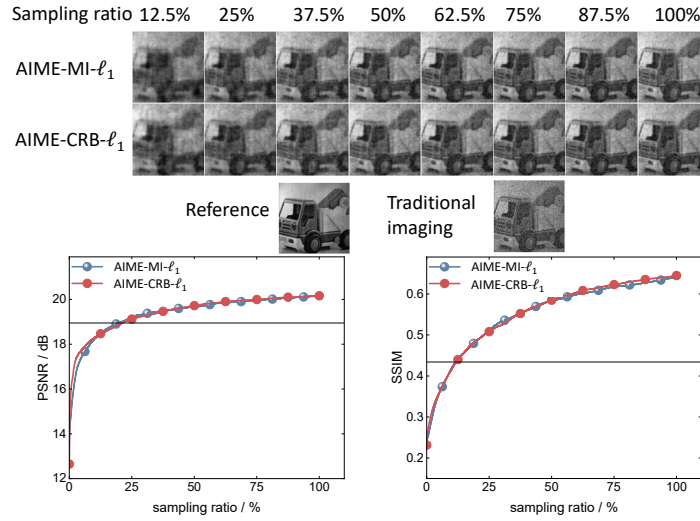 Sampling ratio 12.5% 25% 37.5% 50% 62.5% 75% 87.5% 100%
AIME-MI-ℓ₁
AIME-CRB-ℓ₁
Reference
Traditional
imaging
AIME-MI-ℓ₁
AIME-CRB-ℓ₁
PSNR / dB
20
18
16
14
12
0 25 50 75 100
sampling ratio / %
AIME-MI-ℓ₁
AIME-CRB-ℓ₁
SSIM
0.6
0.5
0.4
0.3
0.2
0 25 50 75 100
sampling ratio / %